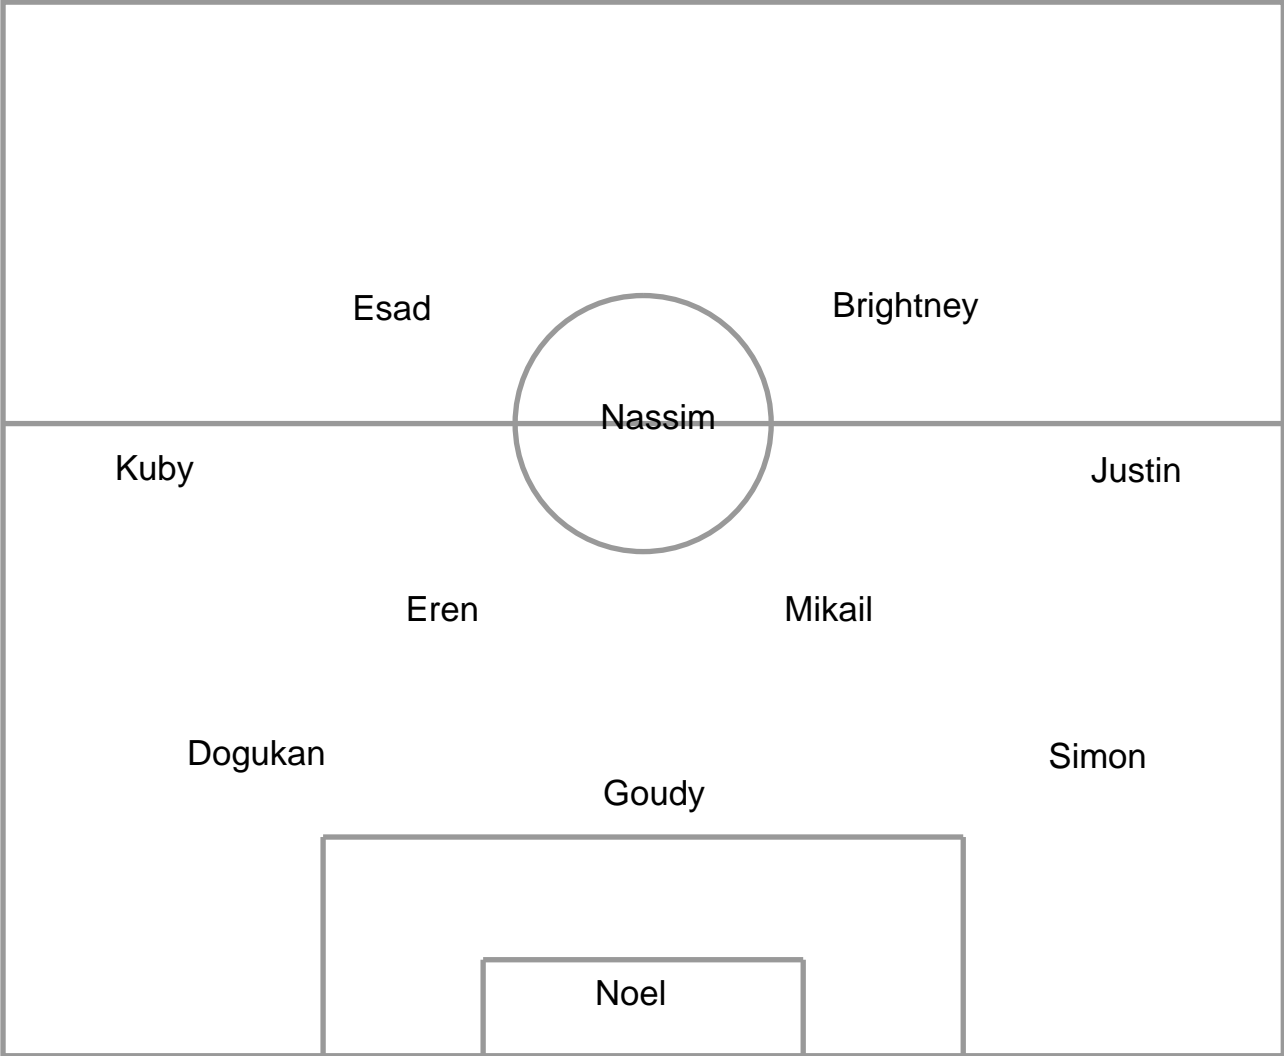 Esad
Brightney
Nassim
Kuby
Justin
Eren
Mikail
Dogukan
Simon
Goudy
Noel